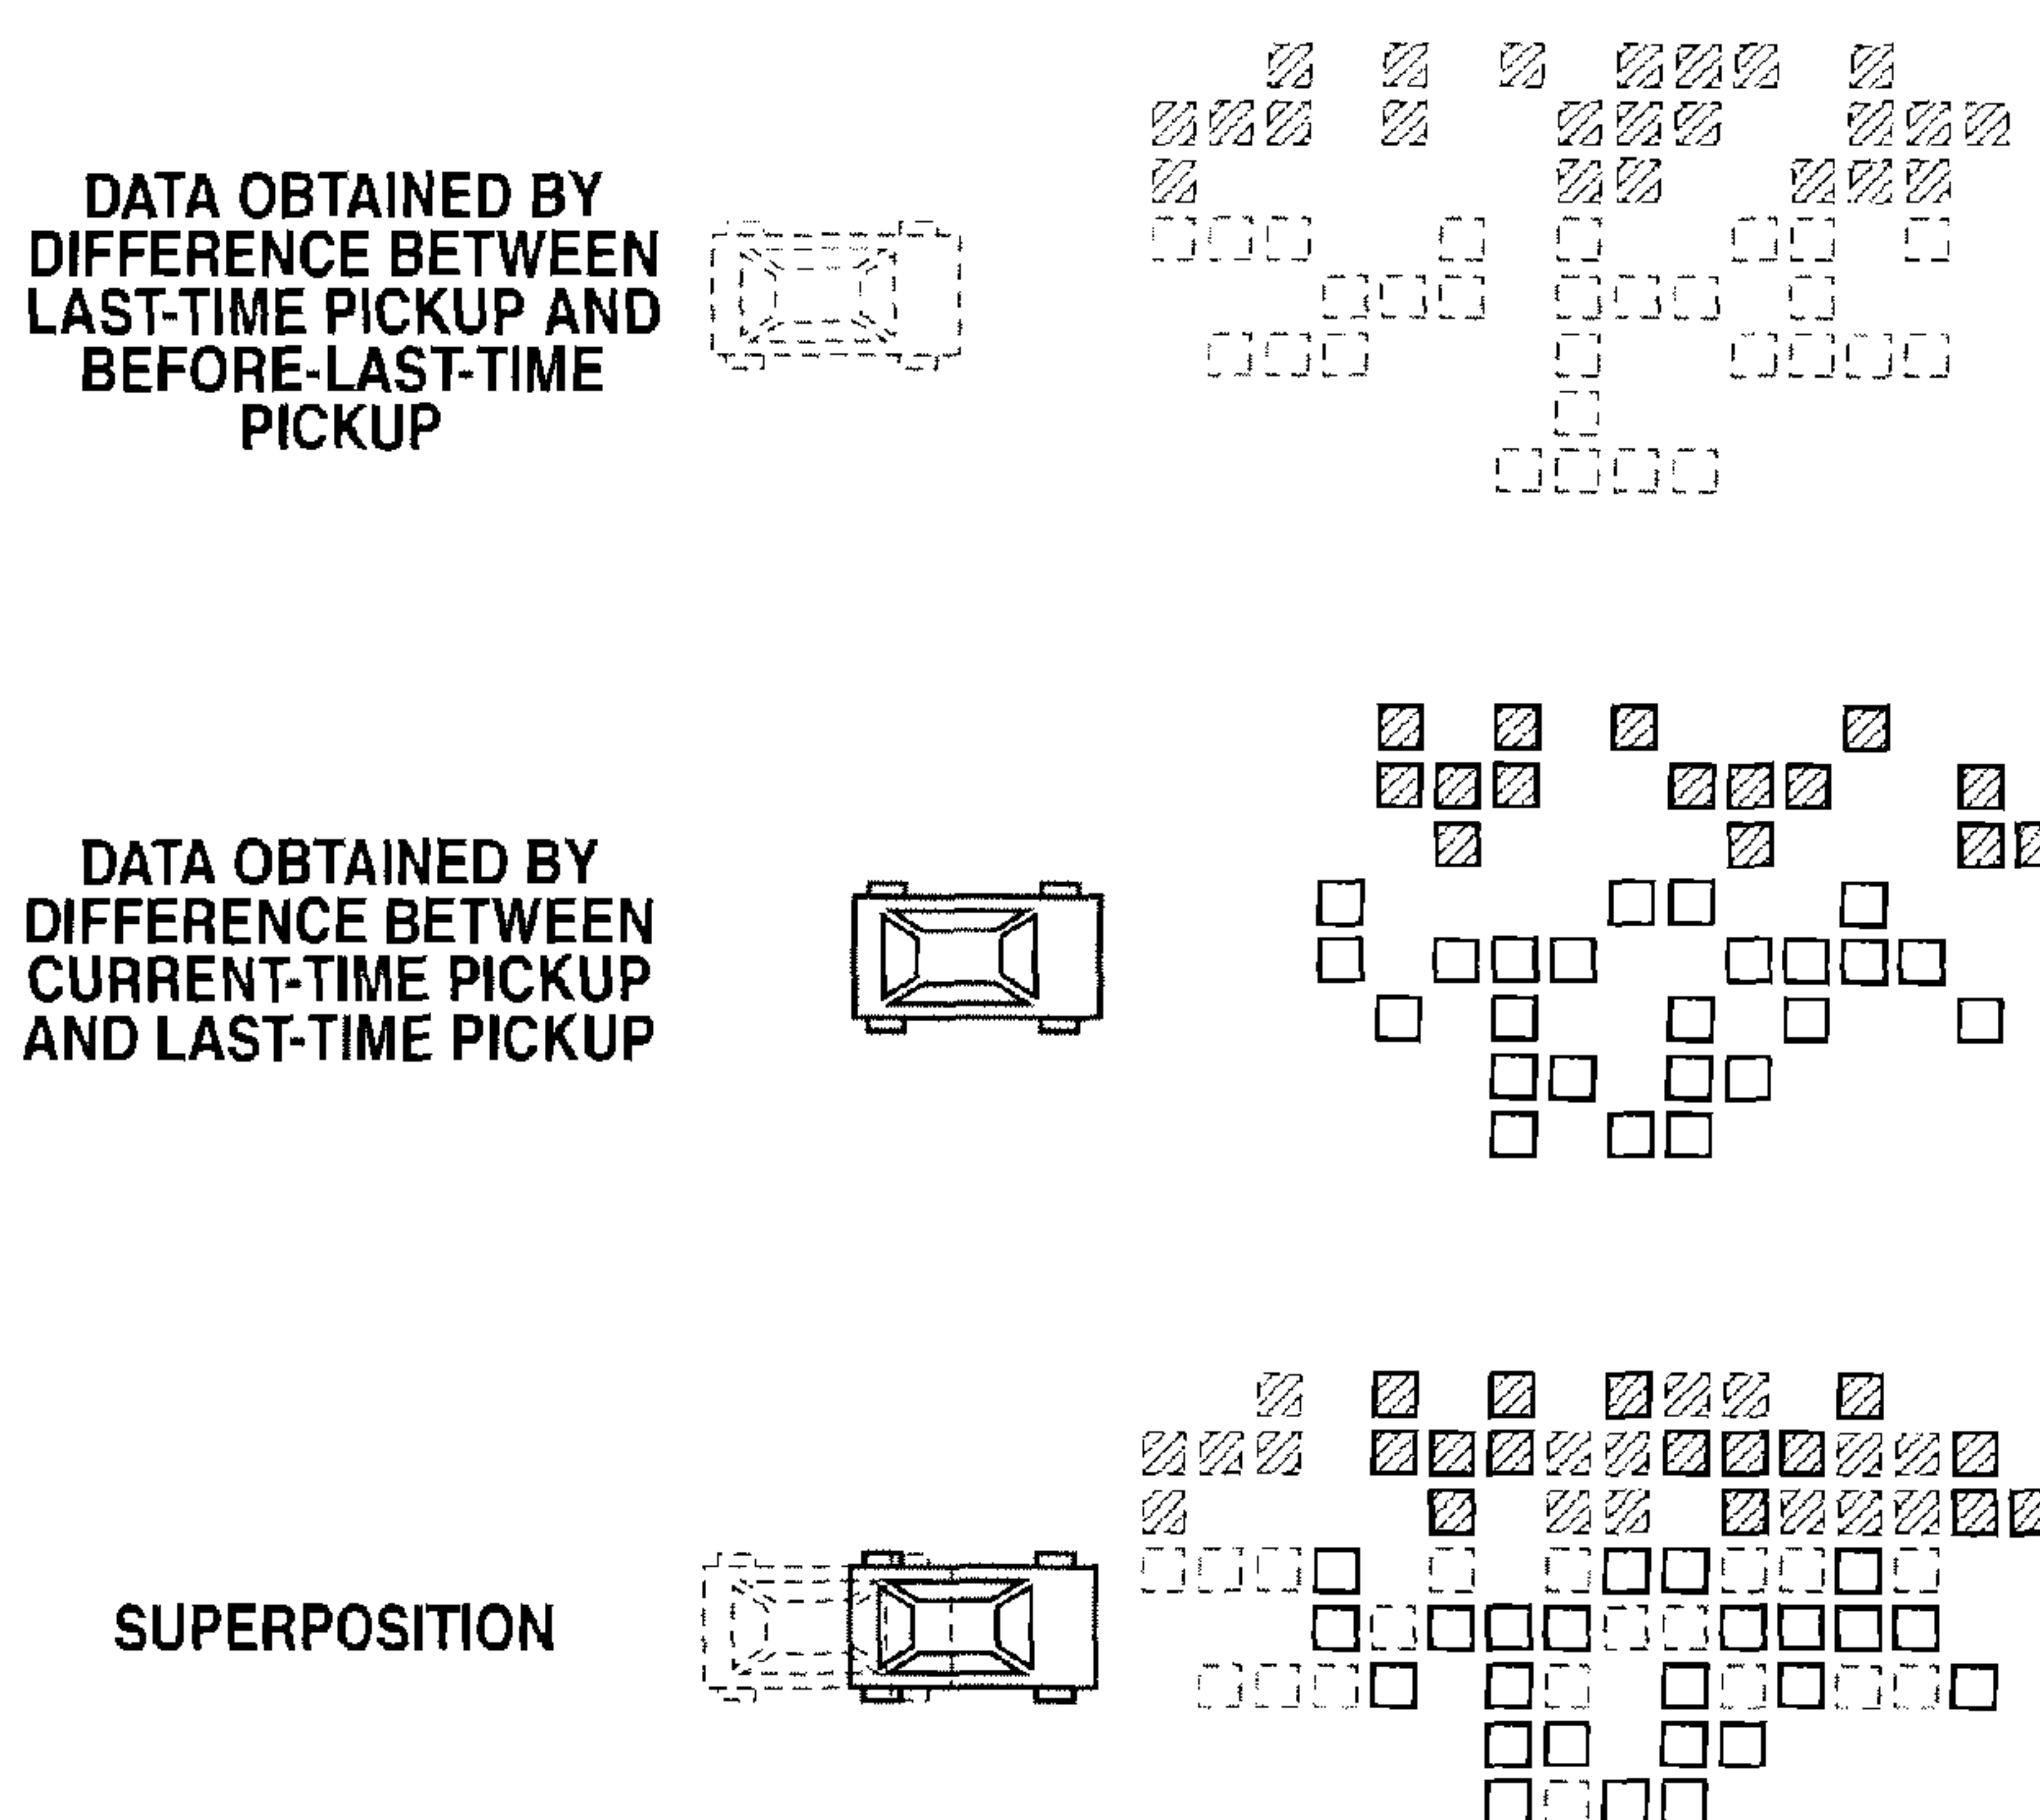 DATA OBTAINED BY
DIFFERENCE BETWEEN
LAST-TIME PICKUP AND
BEFORE-LAST-TIME
PICKUP
DATA OBTAINED BY
DIFFERENCE BETWEEN
CURRENT-TIME PICKUP
AND LAST-TIME PICKUP
SUPERPOSITION